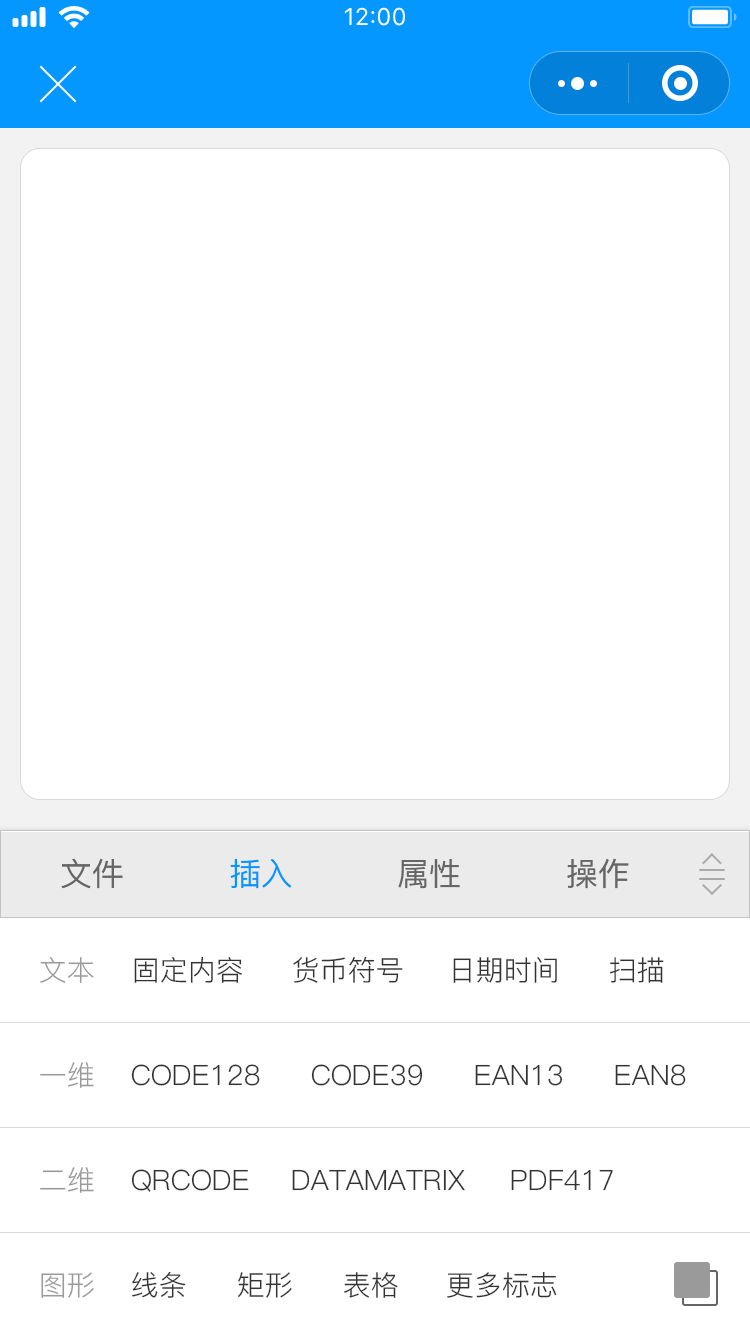 12:00
文件 插入 属性 操作
文本 固定内容 货币符号 日期时间 扫描
一维 CODE128 CODE39 EAN13 EAN8
二维 QRCODE DATAMATRIX PDF417
图形 线条 矩形 表格 更多标志